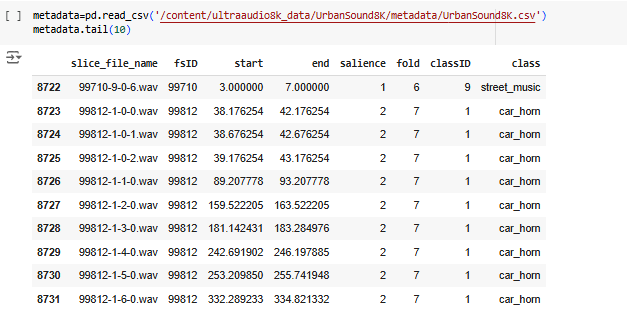 [ ] metadata=pd.read_csv('/content/ultraaudio8k_data/UrbanSound8K/metadata/UrbanSound8K.csv')
metadata.tail(10)
slice_file_name fsID start end salience fold classID class
8722 99710-9-0-6.wav 99710 3.000000 7.000000 1 6 9 street_music
8723 99812-1-0-0.wav 99812 38.176254 42.176254 2 7 1 car_horn
8724 99812-1-0-1.wav 99812 38.676254 42.676254 2 7 1 car_horn
8725 99812-1-0-2.wav 99812 39.176254 43.176254 2 7 1 car_horn
8726 99812-1-1-0.wav 99812 89.207778 93.207778 2 7 1 car_horn
8727 99812-1-2-0.wav 99812 159.522205 163.522205 2 7 1 car_horn
8728 99812-1-3-0.wav 99812 181.142431 183.284976 2 7 1 car_horn
8729 99812-1-4-0.wav 99812 242.691902 246.197885 2 7 1 car_horn
8730 99812-1-5-0.wav 99812 253.209850 255.741948 2 7 1 car_horn
8731 99812-1-6-0.wav 99812 332.289233 334.821332 2 7 1 car_horn